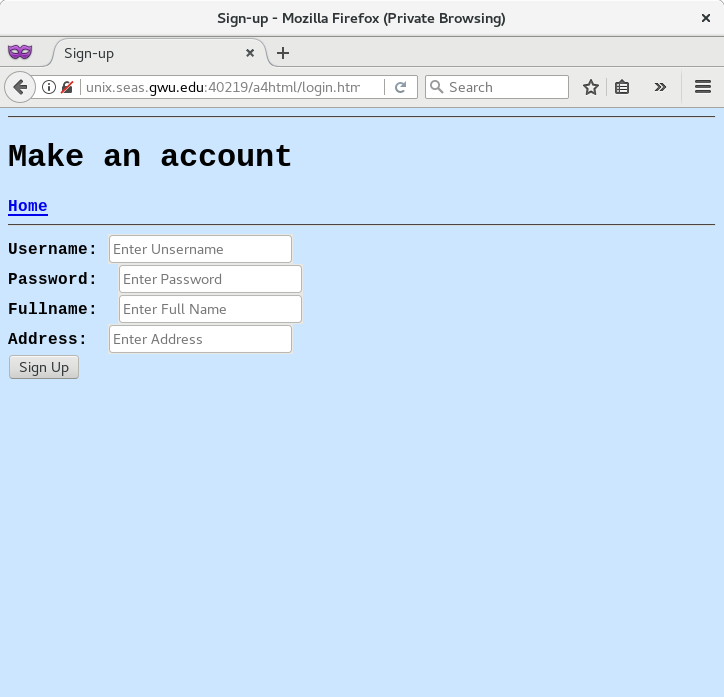 Sign-up - Mozilla Firefox (Private Browsing)
Sign-up
unix.seas.gwu.edu:40219/a4html/login.htm
Search
Make an account
Home
Username: Enter Unsername
Password: Enter Password
Fullname: Enter Full Name
Address: Enter Address
Sign Up